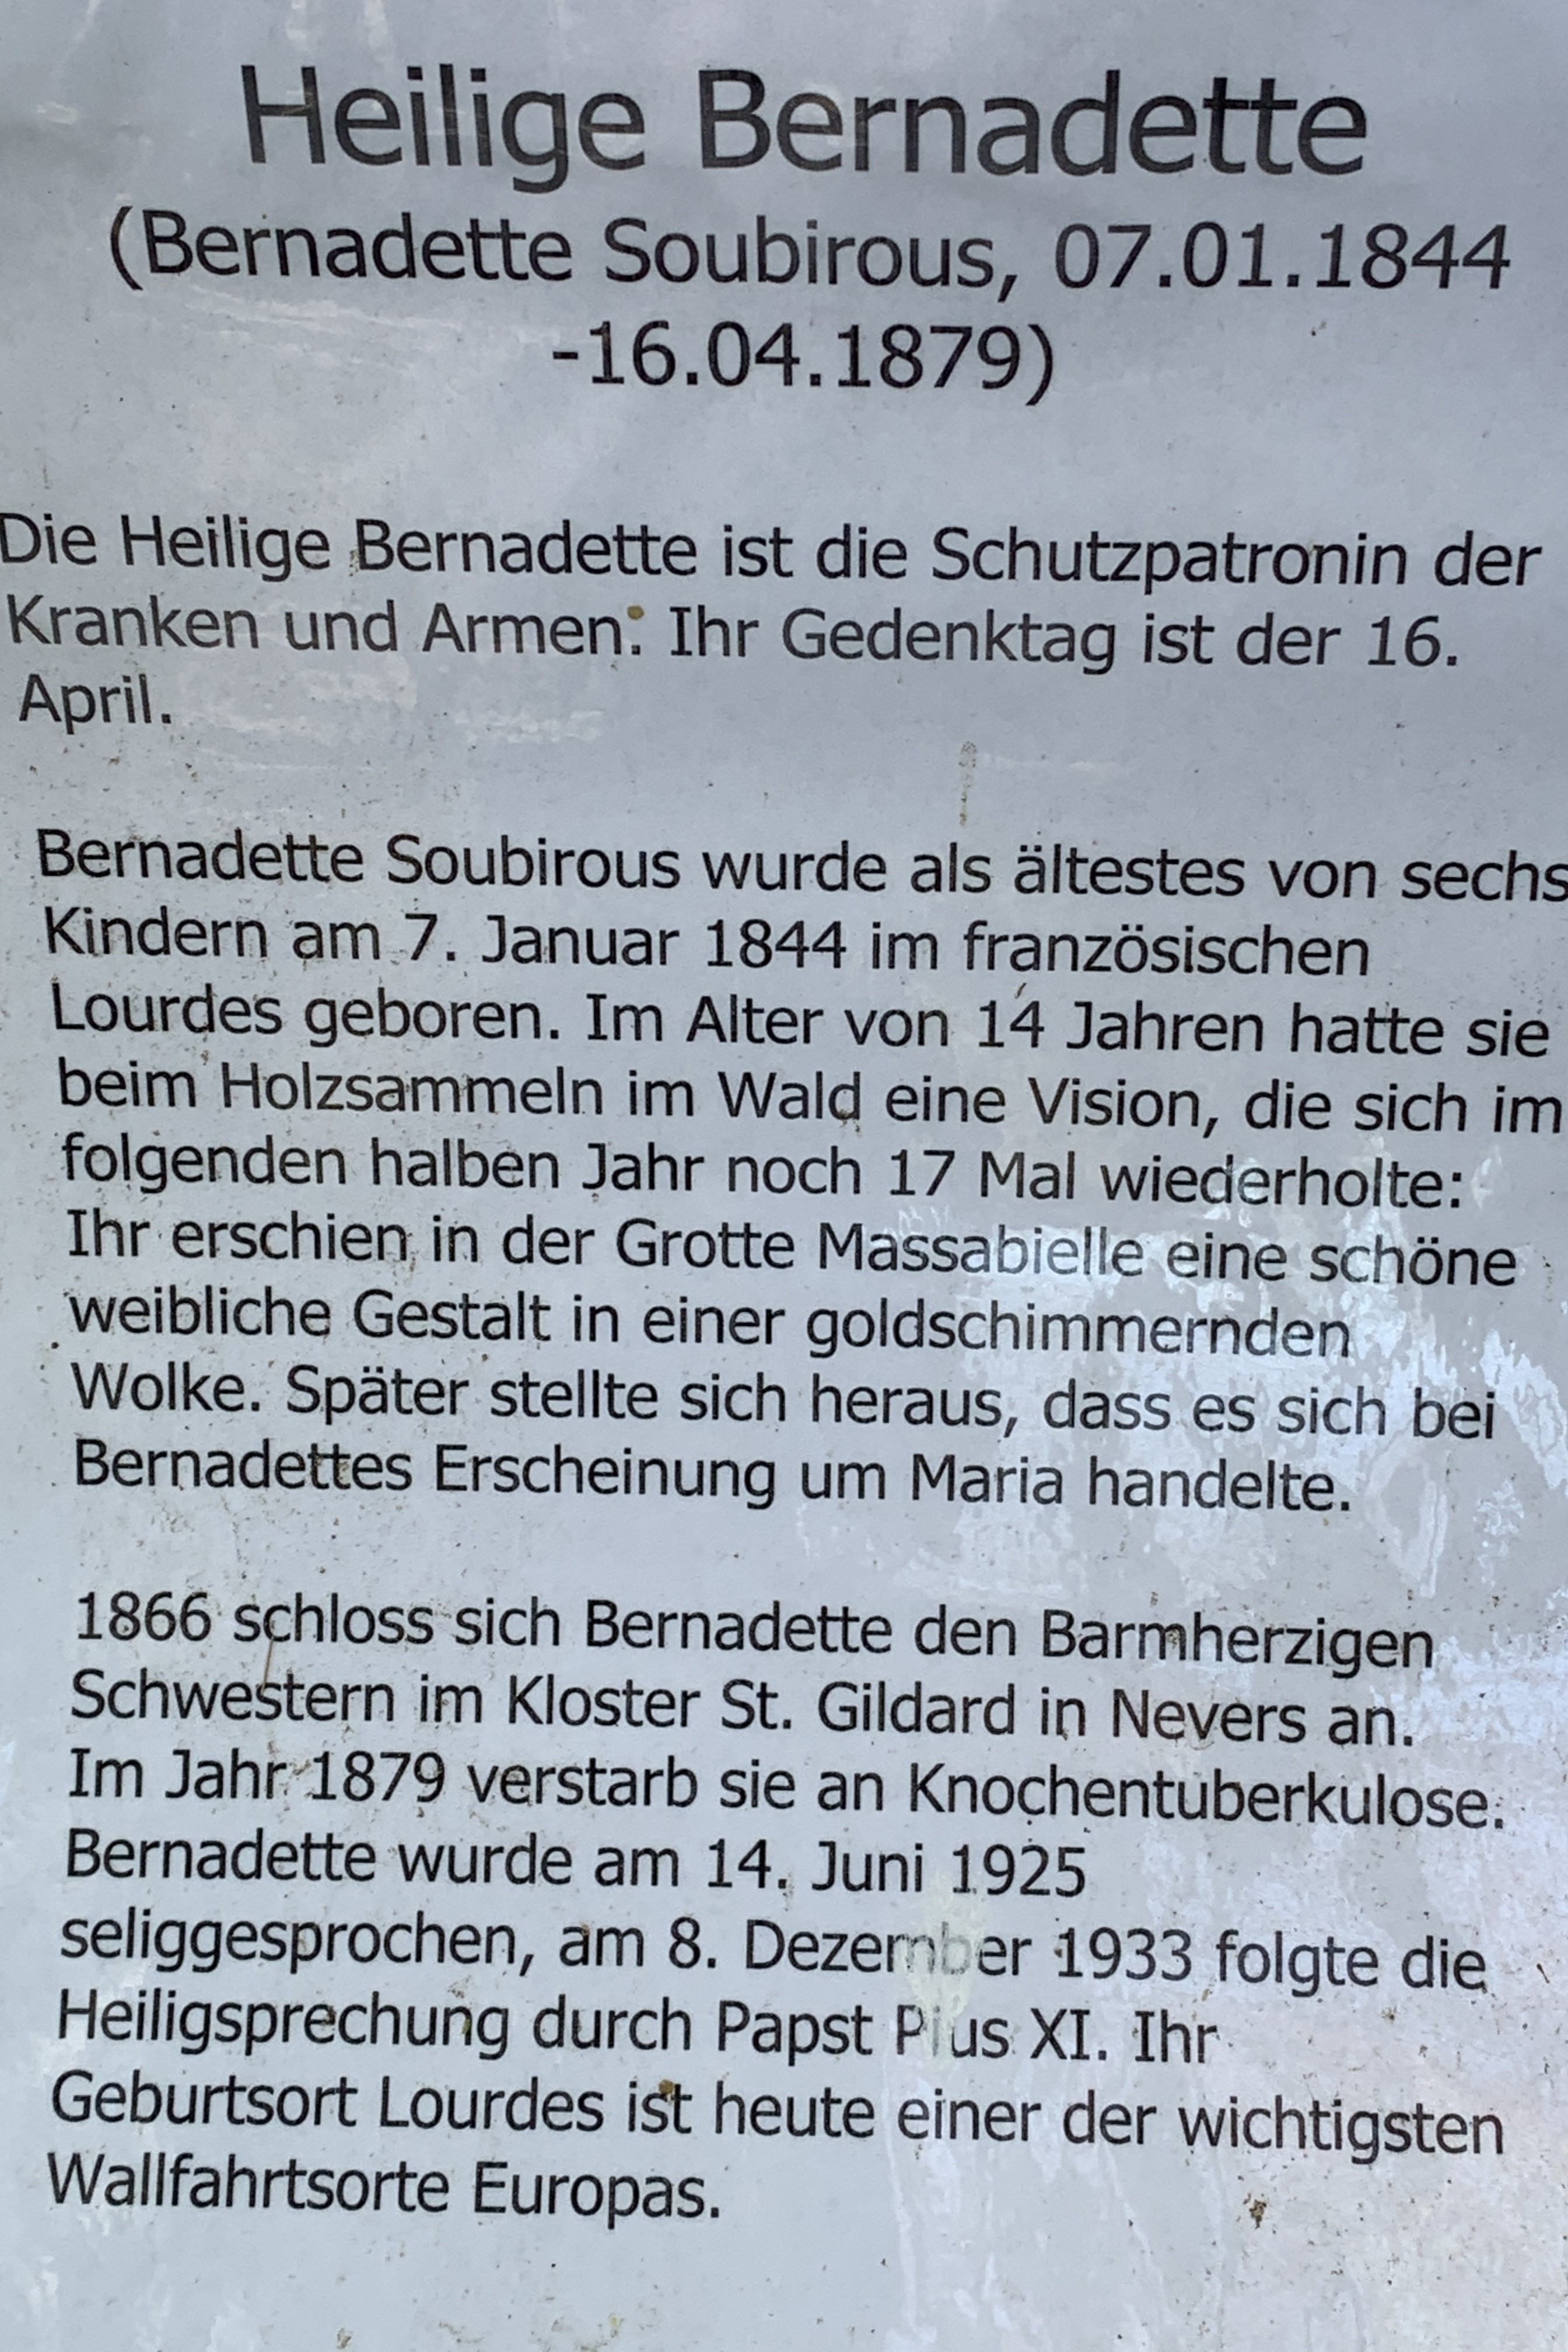 Heilige Bernadette
(Bernadette Soubirous, 07.01.1844
-16.04.1879)
Die Heilige Bernadette ist die Schutzpatronin der
Kranken und Armen. Ihr Gedenktag ist der 16.
April.
Bernadette Soubirous wurde als ältestes von sechs
Kindern am 7. Januar 1844 im französischen
Lourdes geboren. Im Alter von 14 Jahren hatte sie
beim Holzsammeln im Wald eine Vision, die sich im
folgenden halben Jahr noch 17 Mal wiederholte:
Ihr erschien in der Grotte Massabielle eine schöne
weibliche Gestalt in einer goldschimmernden
Wolke. Später stellte sich heraus, dass es sich bei
Bernadettes Erscheinung um Maria handelte.
1866 schloss sich Bernadette den Barmherzigen
Schwestern im Kloster St. Gildard in Nevers an.
Im Jahr 1879 verstarb sie an Knochentuberkulose.
Bernadette wurde am 14. Juni 1925
seliggesprochen, am 8. Dezember 1933 folgte die
Heiligsprechung durch Papst Pius XI. Ihr
Geburtsort Lourdes ist heute einer der wichtigsten
Wallfahrtsorte Europas.